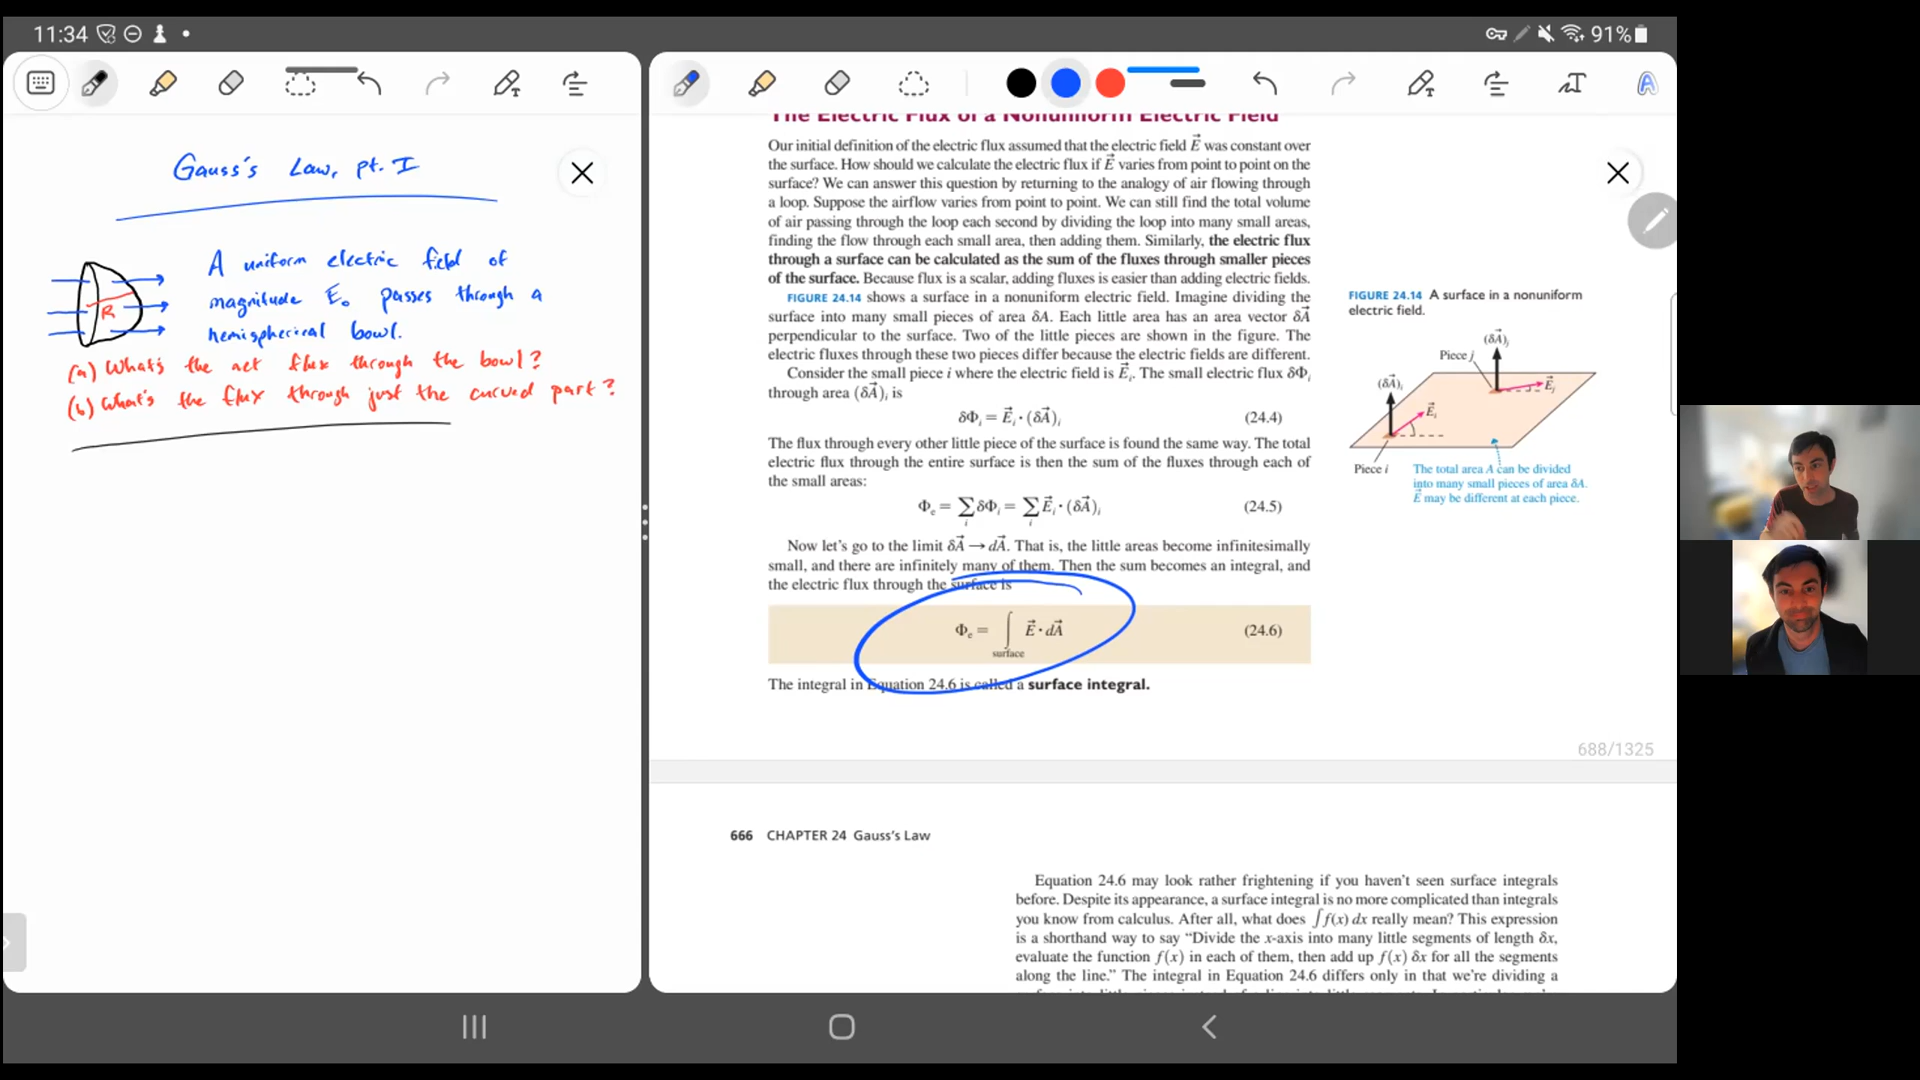 11:34
91%
Gauss's Law, pt. I
A uniform electric field of
magnitude E₀ passes through a
hemispherical bowl.
R
(a) What's the net flux through the bowl?
(b) What's the flux through just the curved part?
The Electric Flux of a Nonuniform Electric Field
Our initial definition of the electric flux assumed that the electric field E⃗ was constant over
the surface. How should we calculate the electric flux if E⃗ varies from point to point on the
surface? We can answer this question by returning to the analogy of air flowing through
a loop. Suppose the airflow varies from point to point. We can still find the total volume
of air passing through the loop each second by dividing the loop into many small areas,
finding the flow through each small area, then adding them. Similarly, the electric flux
through a surface can be calculated as the sum of the fluxes through smaller pieces
of the surface. Because flux is a scalar, adding fluxes is easier than adding electric fields.
FIGURE 24.14 shows a surface in a nonuniform electric field. Imagine dividing the
surface into many small pieces of area δA. Each little area has an area vector δA⃗
perpendicular to the surface. Two of the little pieces are shown in the figure. The
electric fluxes through these two pieces differ because the electric fields are different.
Consider the small piece i where the electric field is E⃗ᵢ. The small electric flux δΦᵢ
through area (δA⃗)ᵢ is
δΦᵢ = E⃗ᵢ · (δA⃗)ᵢ (24.4)
The flux through every other little piece of the surface is found the same way. The total
electric flux through the entire surface is then the sum of the fluxes through each of
the small areas:
Φₑ = ∑ᵢ δΦᵢ = ∑ᵢ E⃗ᵢ · (δA⃗)ᵢ (24.5)
Now let's go to the limit δA⃗ → dA⃗. That is, the little areas become infinitesimally
small, and there are infinitely many of them. Then the sum becomes an integral, and
the electric flux through the surface is
Φₑ = ∫ E⃗ · dA⃗ (24.6)
surface
The integral in Equation 24.6 is called a surface integral.
FIGURE 24.14 A surface in a nonuniform
electric field.
(δA⃗)ⱼ
Piece j
(δA⃗)ᵢ
E⃗ⱼ
E⃗ᵢ
Piece i
The total area A can be divided
into many small pieces of area δA.
E⃗ may be different at each piece.
688/1325
666 CHAPTER 24 Gauss's Law
Equation 24.6 may look rather frightening if you haven't seen surface integrals
before. Despite its appearance, a surface integral is no more complicated than integrals
you know from calculus. After all, what does ∫f(x) dx really mean? This expression
is a shorthand way to say "Divide the x-axis into many little segments of length δx,
evaluate the function f(x) in each of them, then add up f(x) δx for all the segments
along the line." The integral in Equation 24.6 differs only in that we're dividing a